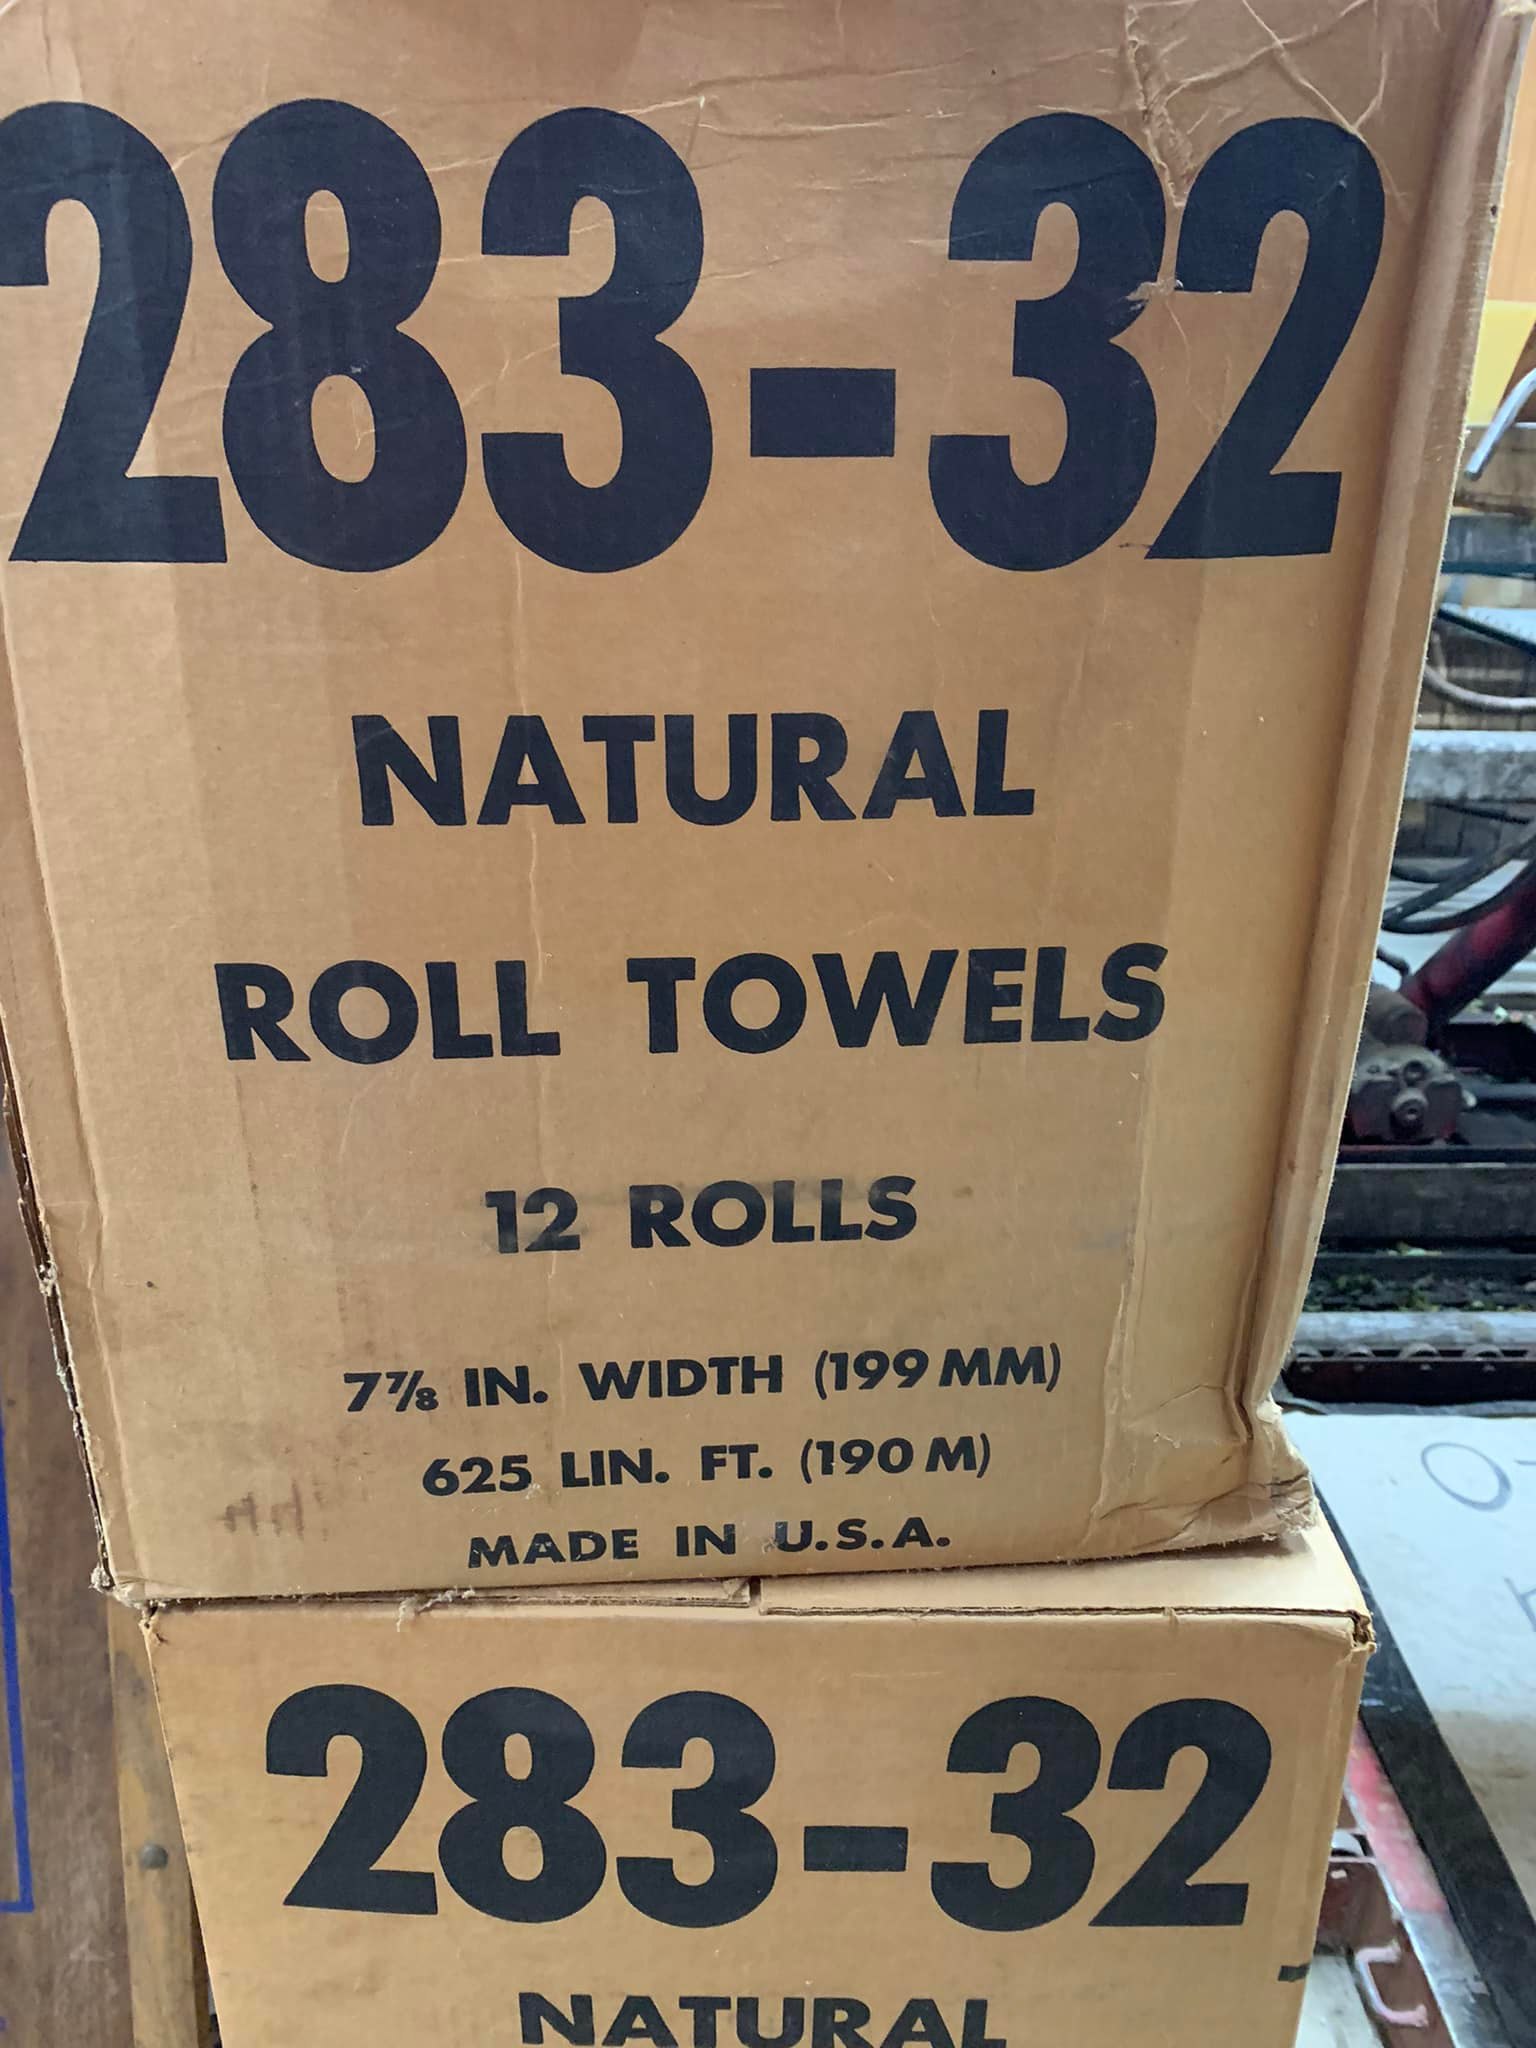 283-32
NATURAL
ROLL TOWELS
12 ROLLS
7⅞ IN. WIDTH (199 MM)
625 LIN. FT. (190 M)
MADE IN U.S.A.
283-32
NATURAL